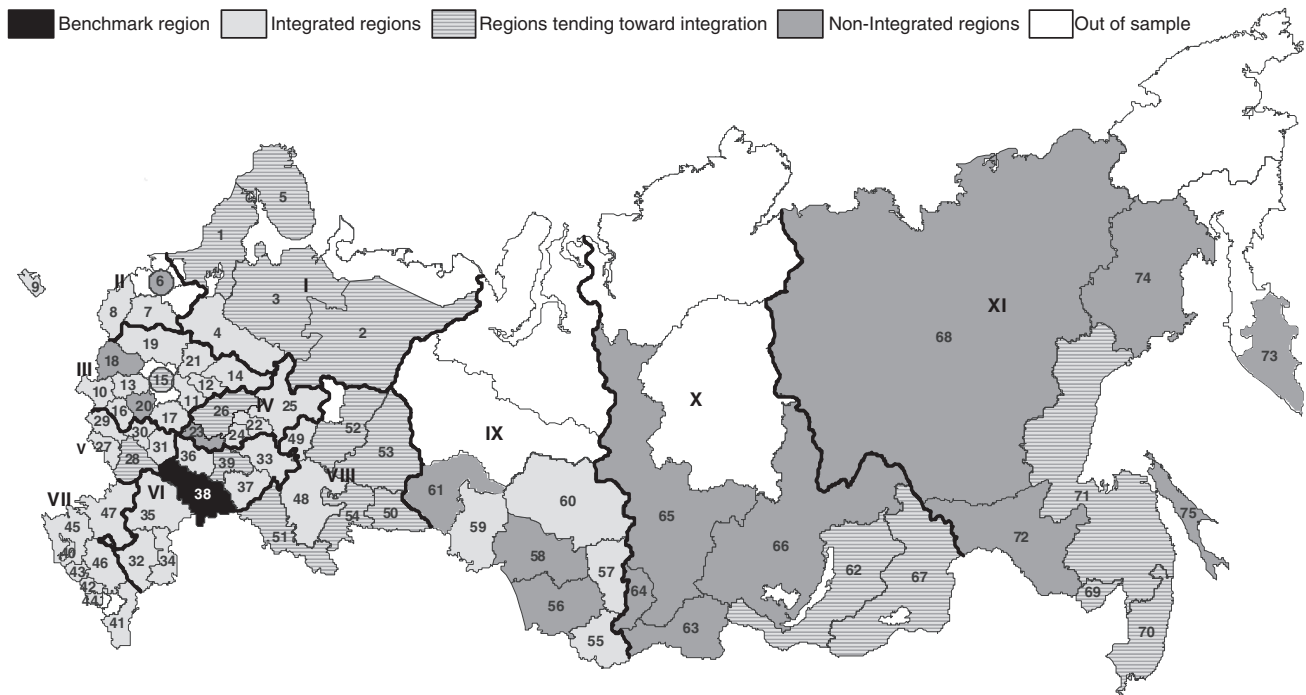 Benchmark region Integrated regions Regions tending toward integration Non-Integrated regions Out of sample
5
1
I
9
II 6
3
74
8 7
XI
2
4
68
19
73
18 21
III
15 14
10 13 12
X
11
16 20 26 IV 25
29 17 22
30 23 24 52
IX
V 27 31 49
36 33 53
28 39
VIII
VI 38 37 61 60
VII 48
47 35 50 65 71 75
45 54 59
51 72
40 58 66
46 32 34
43 57 62
42 67
44 64 69
56
41 63 70
55